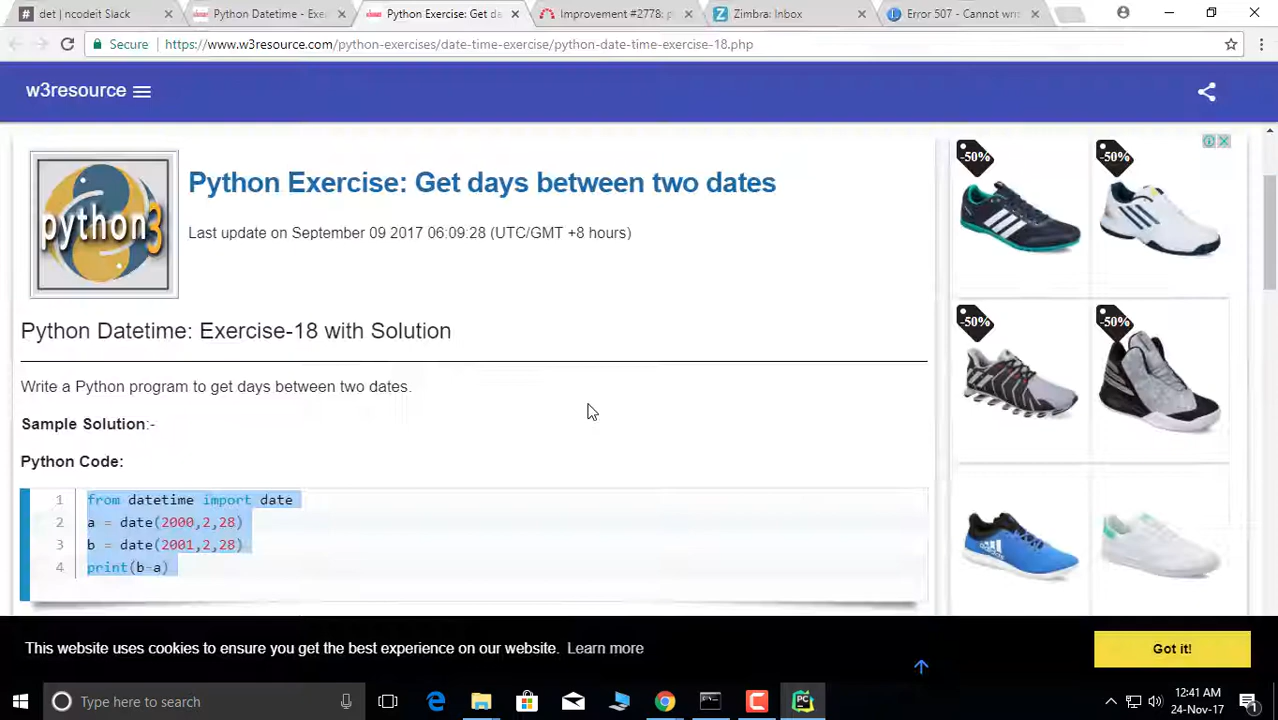 det | ncodeit Slack
Python Datetime - Exerc
Python Exercise: Get da
Improvement #2778: p
Zimbra: Inbox
Error 507 - Cannot wri
Secure
https://www.w3resource.com/python-exercises/date-time-exercise/python-date-time-exercise-18.php
w3resource
python3
Python Exercise: Get days between two dates
Last update on September 09 2017 06:09:28 (UTC/GMT +8 hours)
Python Datetime: Exercise-18 with Solution
Write a Python program to get days between two dates.
Sample Solution:-
Python Code:
1 from datetime import date
2 a = date(2000,2,28)
3 b = date(2001,2,28)
4 print(b-a)
-50%
-50%
-50%
-50%
adidas
This website uses cookies to ensure you get the best experience on our website. Learn more
Got it!
Type here to search
PC
12:41 AM
24-Nov-17
1